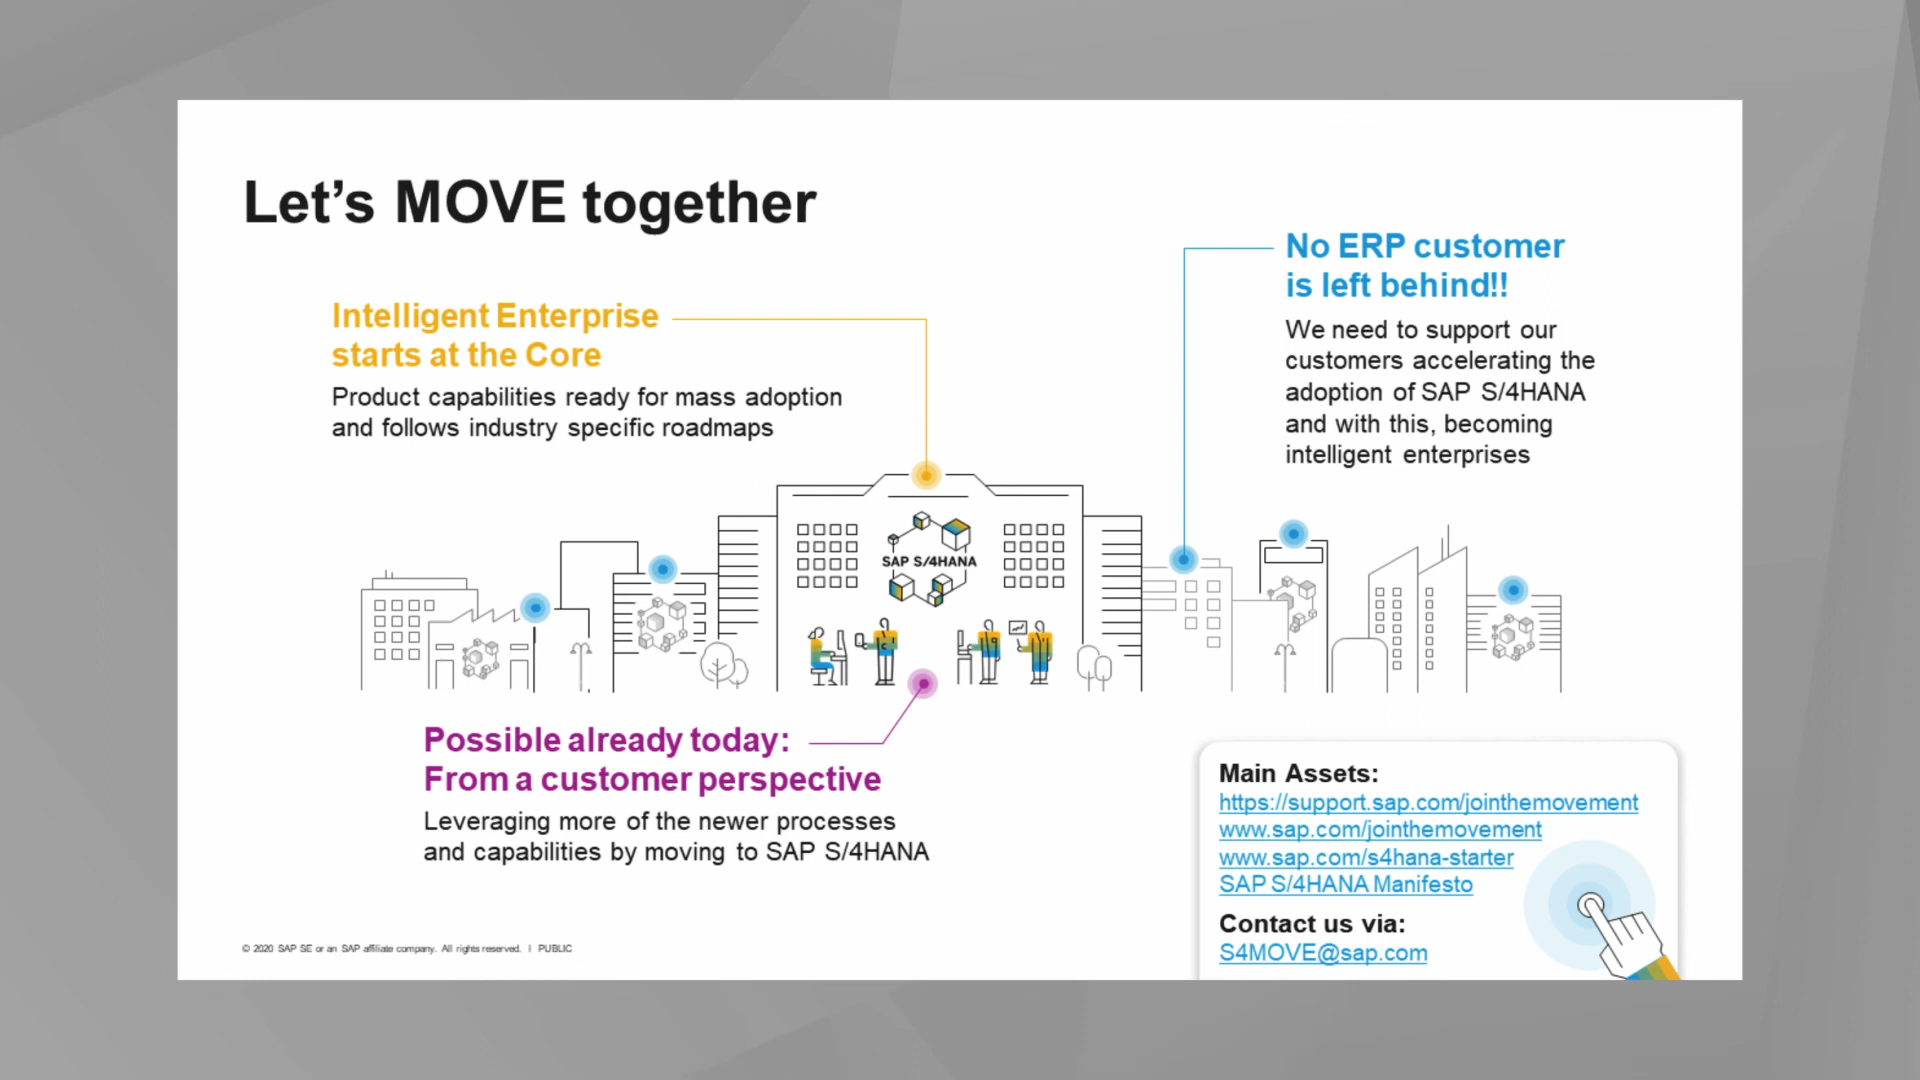 Let's MOVE together
Intelligent Enterprise
starts at the Core
Product capabilities ready for mass adoption
and follows industry specific roadmaps
No ERP customer
is left behind!!
We need to support our
customers accelerating the
adoption of SAP S/4HANA
and with this, becoming
intelligent enterprises
SAP S/4HANA
Possible already today:
From a customer perspective
Leveraging more of the newer processes
and capabilities by moving to SAP S/4HANA
Main Assets:
https://support.sap.com/jointhemovement
www.sap.com/jointhemovement
www.sap.com/s4hana-starter
SAP S/4HANA Manifesto
Contact us via:
S4MOVE@sap.com
© 2020 SAP SE or an SAP affiliate company. All rights reserved. I PUBLIC